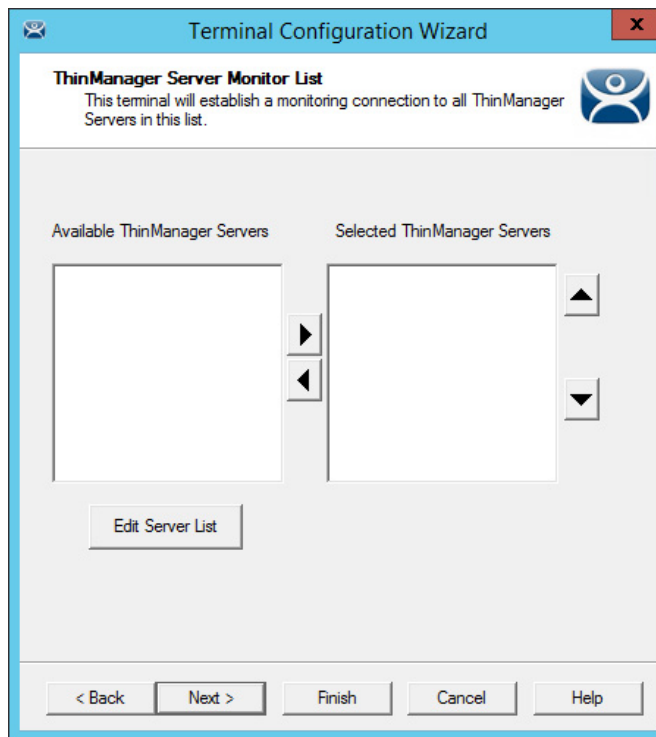 Terminal Configuration Wizard
x
ThinManager Server Monitor List
This terminal will establish a monitoring connection to all ThinManager
Servers in this list.
Available ThinManager Servers
Selected ThinManager Servers
Edit Server List
< Back
Next >
Finish
Cancel
Help